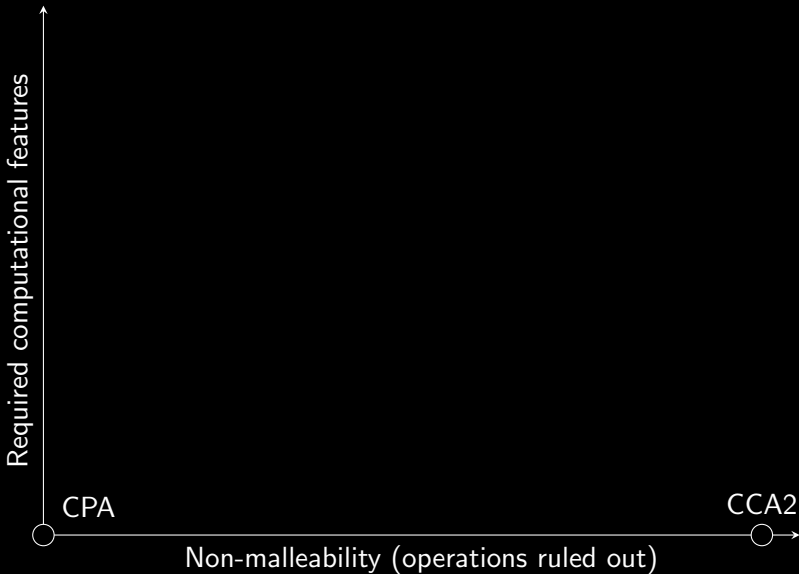 Required computational features
CPA
CCA2
Non-malleability (operations ruled out)